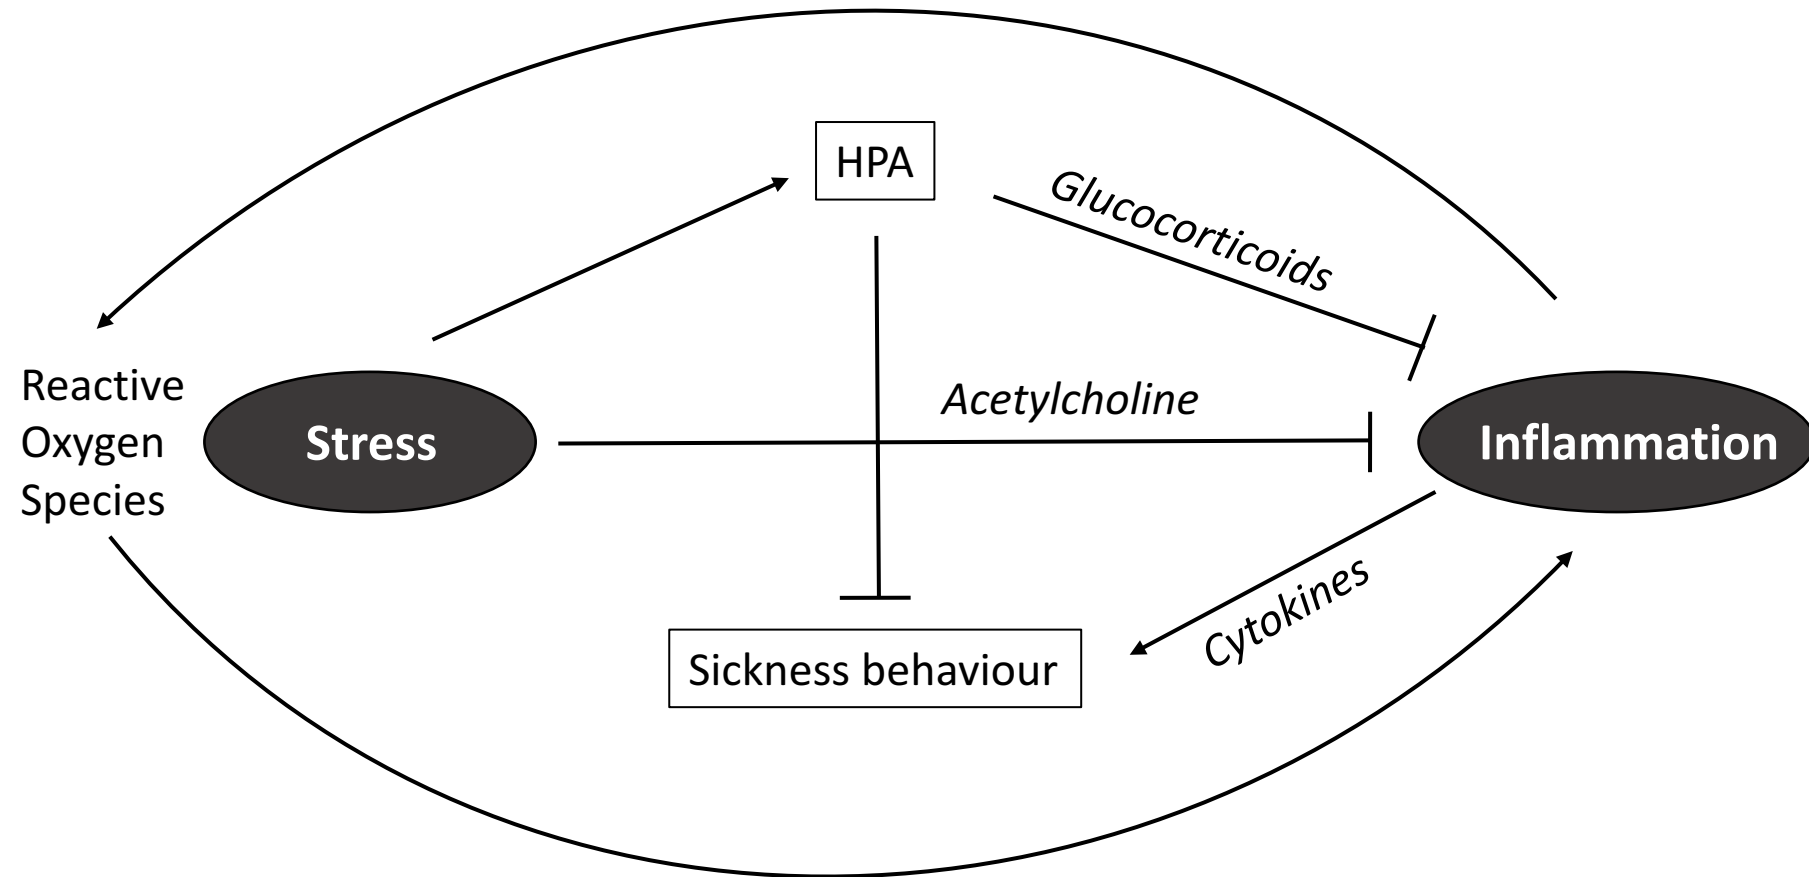 HPA
Glucocorticoids
Reactive
Oxygen
Species
Stress
Acetylcholine
Inflammation
Cytokines
Sickness behaviour